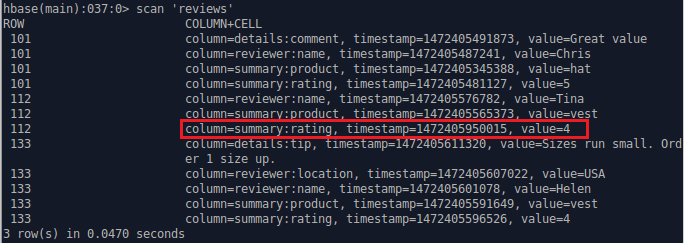 hbase(main):037:0> scan 'reviews'
ROW COLUMN+CELL
101 column=details:comment, timestamp=1472405491873, value=Great value
101 column=reviewer:name, timestamp=1472405487241, value=Chris
101 column=summary:product, timestamp=1472405345388, value=hat
101 column=summary:rating, timestamp=1472405481127, value=5
112 column=reviewer:name, timestamp=1472405576782, value=Tina
112 column=summary:product, timestamp=1472405565373, value=vest
112 column=summary:rating, timestamp=1472405950015, value=4
133 column=details:tip, timestamp=1472405611320, value=Sizes run small. Ord
er 1 size up.
133 column=reviewer:location, timestamp=1472405607022, value=USA
133 column=reviewer:name, timestamp=1472405601078, value=Helen
133 column=summary:product, timestamp=1472405591649, value=vest
133 column=summary:rating, timestamp=1472405596526, value=4
3 row(s) in 0.0470 seconds